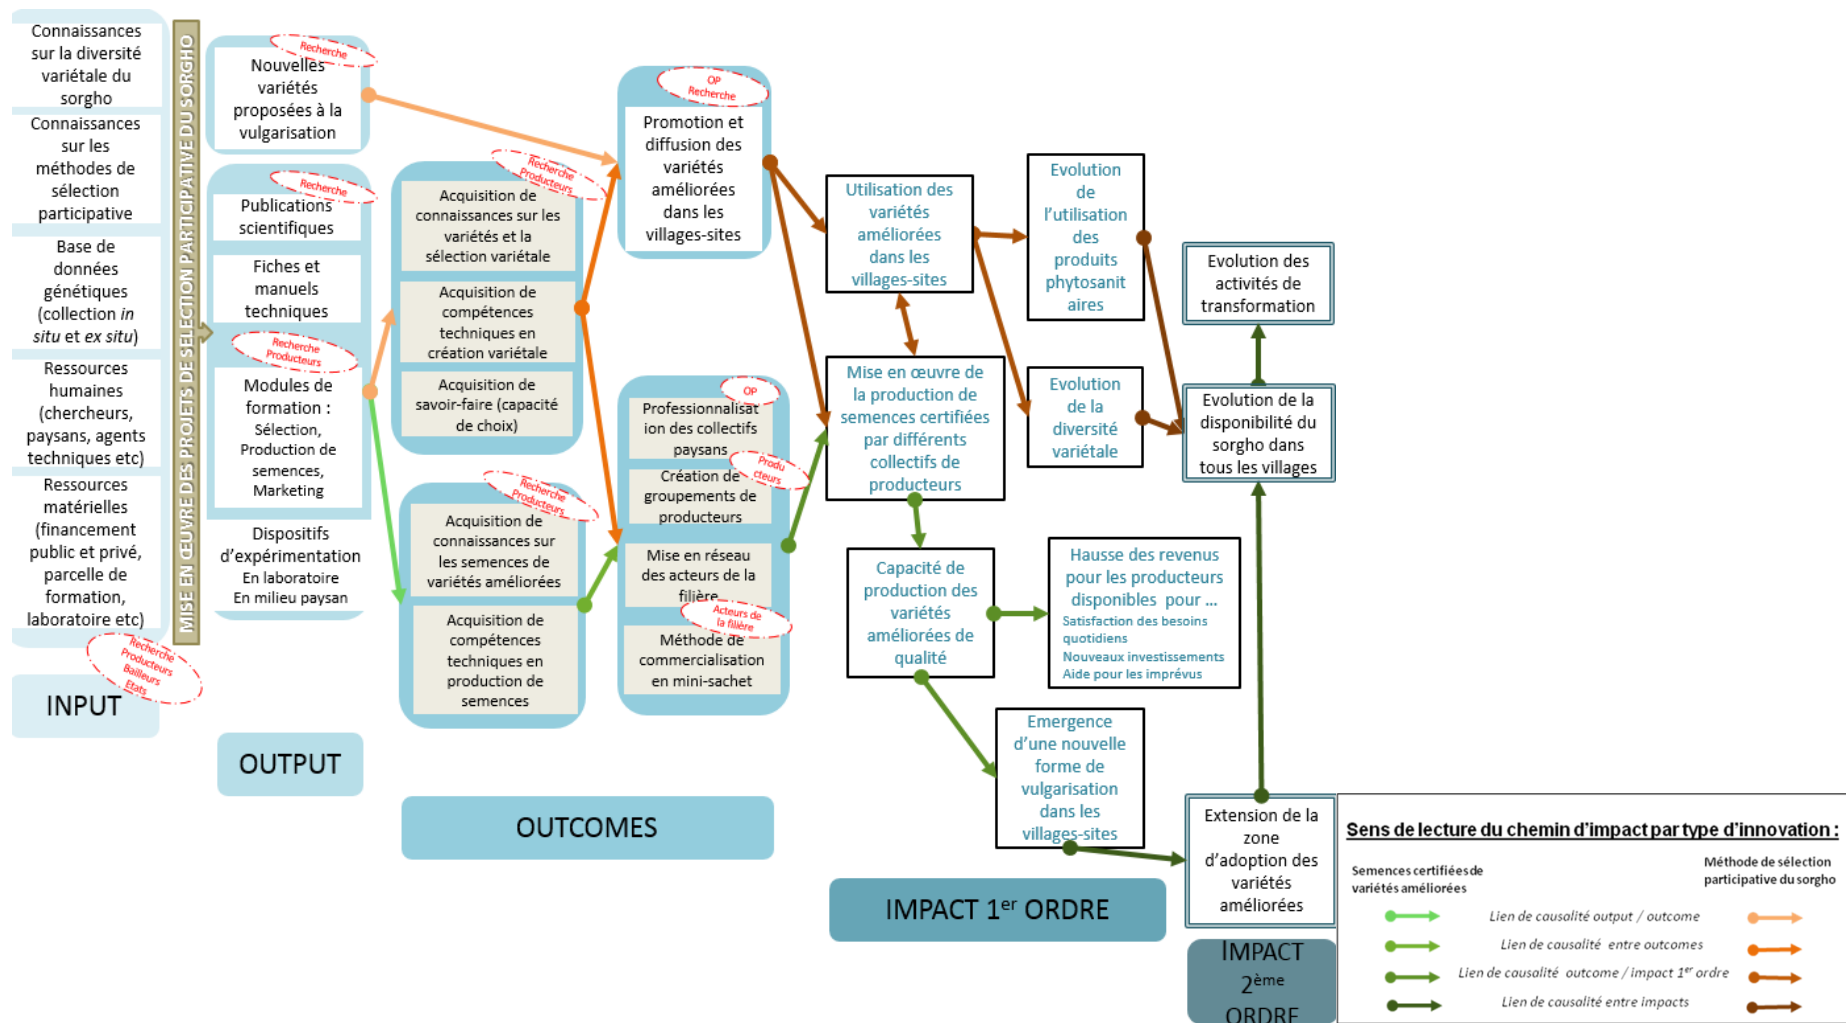 Connaissances
sur la diversité
variétale du
sorgho
Connaissances
sur les
méthodes de
sélection
participative
Base de
données
génétiques
(collection in
situ et ex situ)
Ressources
humaines
(chercheurs,
paysans, agents
techniques etc)
Ressources
matérielles
(financement
public et privé,
parcelle de
formation,
laboratoire etc)
Recherche
Producteurs
Bailleurs
Etats
INPUT
MISE EN ŒUVRE DES PROJETS DE SELECTION PARTICIPATIVE DU SORGHO
Recherche
Nouvelles
variétés
proposées à la
vulgarisation
Recherche
Publications
scientifiques
Fiches et
manuels
techniques
Recherche
Producteurs
Modules de
formation :
Sélection,
Production de
semences,
Marketing
Dispositifs
d'expérimentation
En laboratoire
En milieu paysan
OUTPUT
Recherche
Producteurs
Acquisition de
connaissances sur les
variétés et la
sélection variétale
Acquisition de
compétences
techniques en
création variétale
Acquisition de
savoir-faire (capacité
de choix)
Recherche
Producteurs
Acquisition de
connaissances sur
les semences de
variétés améliorées
Acquisition de
compétences
techniques en
production de
semences
OP
Recherche
Promotion et
diffusion des
variétés
améliorées
dans les
villages-sites
OP
Professionnalisat
ion des collectifs
paysans
Produ
cteurs
Création de
groupements de
producteurs
Mise en réseau
des acteurs de la
filière
Acteurs de
la filière
Méthode de
commercialisation
en mini-sachet
OUTCOMES
Utilisation des
variétés
améliorées
dans les
villages-sites
Mise en œuvre de
la production de
semences certifiées
par différents
collectifs de
producteurs
Capacité de
production des
variétés
améliorées de
qualité
Evolution
de
l'utilisation
des
produits
phytosanit
aires
Evolution
de la
diversité
variétale
Hausse des revenus
pour les producteurs
disponibles pour ...
Satisfaction des besoins
quotidiens
Nouveaux investissements
Aide pour les imprévus
Emergence
d'une nouvelle
forme de
vulgarisation
dans les
villages-sites
IMPACT 1er ORDRE
Evolution des
activités de
transformation
Evolution de la
disponibilité du
sorgho dans
tous les villages
Extension de la
zone
d'adoption des
variétés
améliorées
IMPACT
2ème
ORDRE
Sens de lecture du chemin d'impact par type d'innovation :
Semences certifiées de
variétés améliorées
Méthode de sélection
participative du sorgho
Lien de causalité output / outcome
Lien de causalité entre outcomes
Lien de causalité outcome / impact 1er ordre
Lien de causalité entre impacts